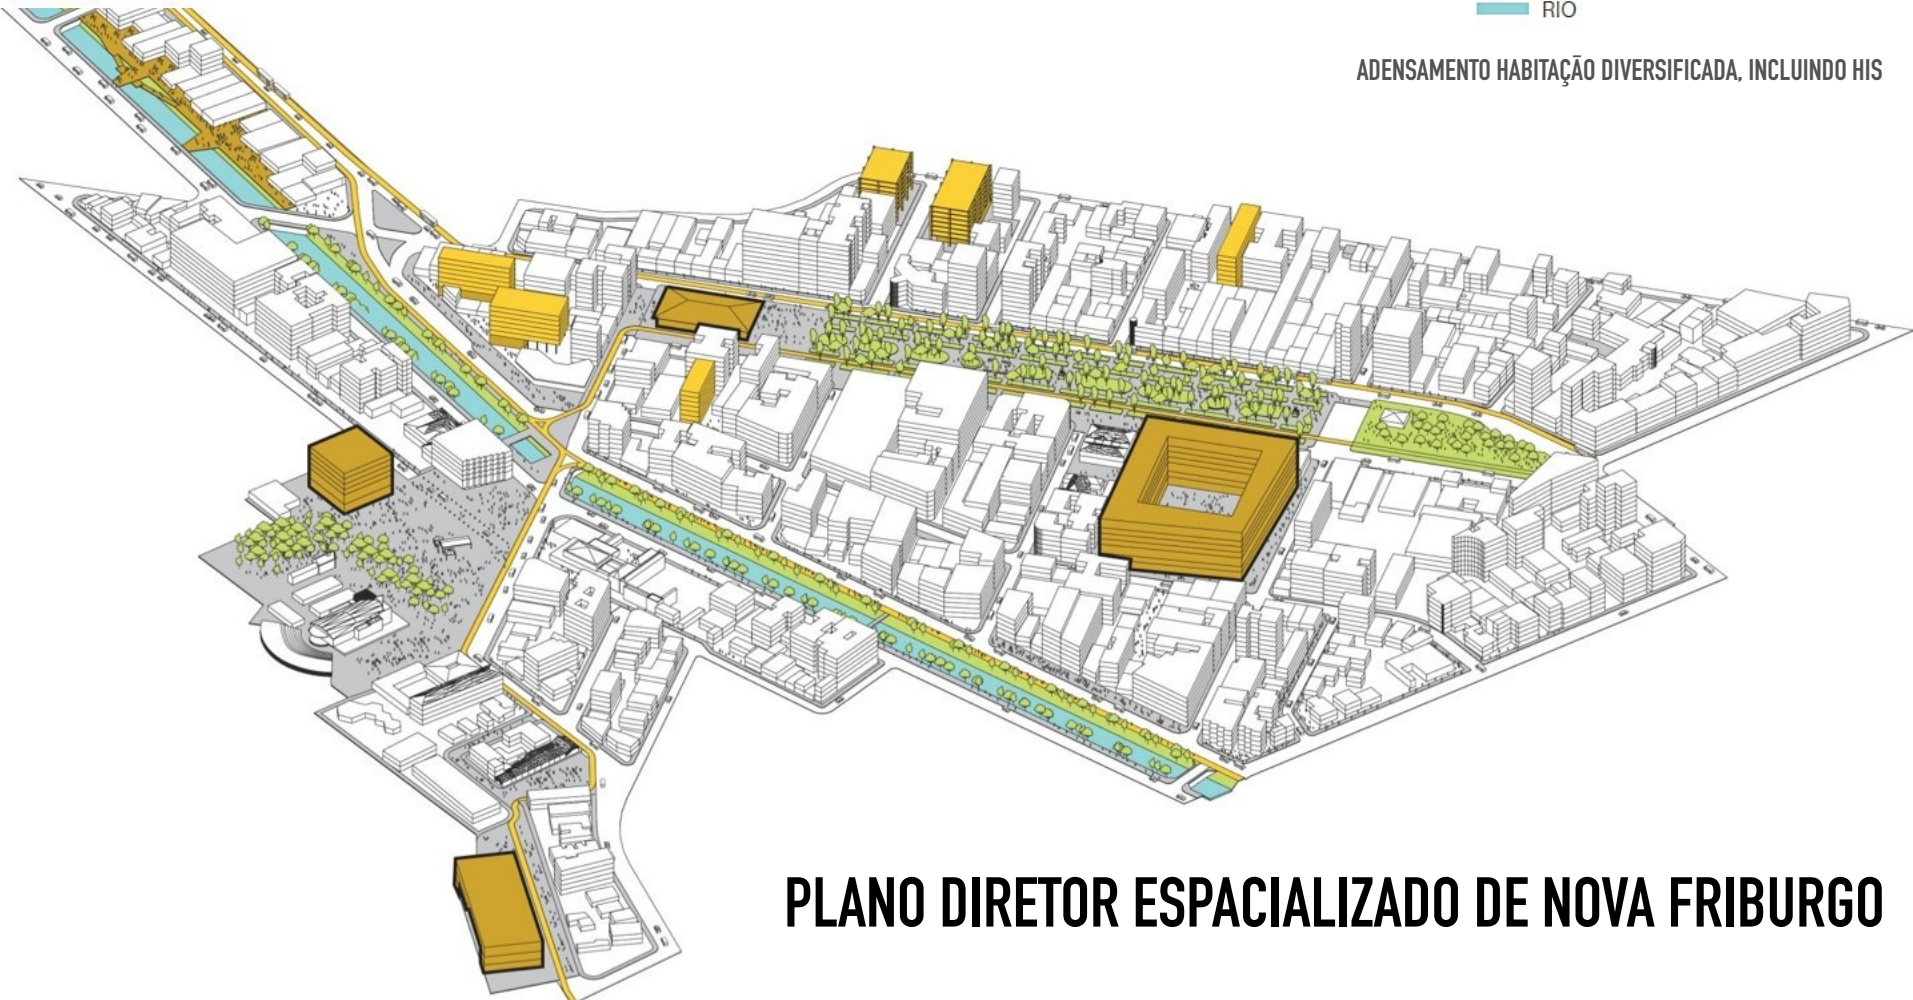 RIO
ADENSAMENTO HABITAÇÃO DIVERSIFICADA, INCLUINDO HIS
PLANO DIRETOR ESPACIALIZADO DE NOVA FRIBURGO